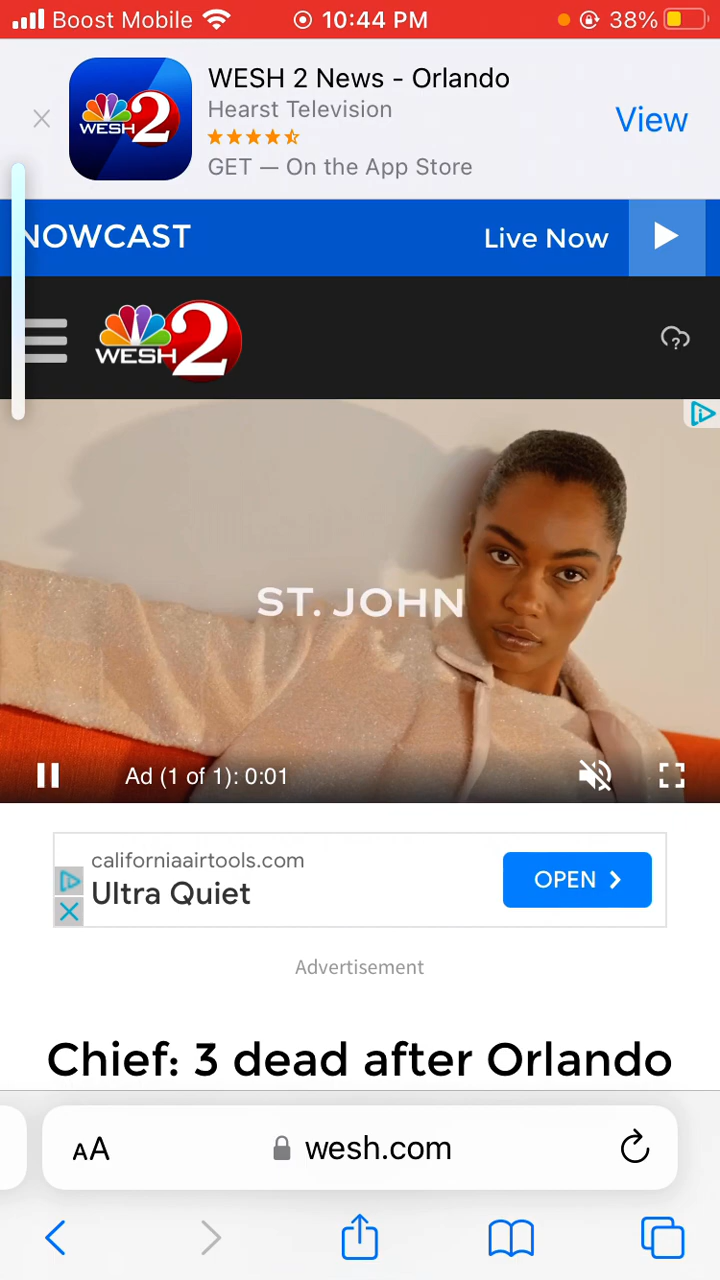 Boost Mobile 10:44 PM 38%
WESH 2 News - Orlando
Hearst Television
GET — On the App Store
View
WESH 2
NOWCAST
Live Now
WESH 2
?
ST. JOHN
Ad (1 of 1): 0:01
californiaairtools.com
Ultra Quiet
OPEN
Advertisement
Chief: 3 dead after Orlando
AA wesh.com